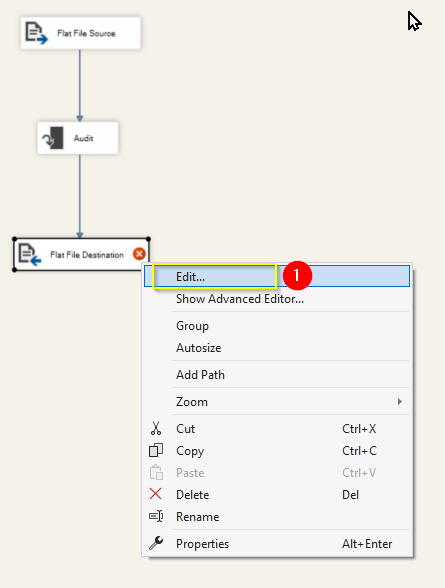 Flat File Source
Audit
Flat File Destination
Edit...
1
Show Advanced Editor...
Group
Autosize
Add Path
Zoom
Cut Ctrl+X
Copy Ctrl+C
Paste Ctrl+V
Delete Del
Rename
Properties Alt+Enter